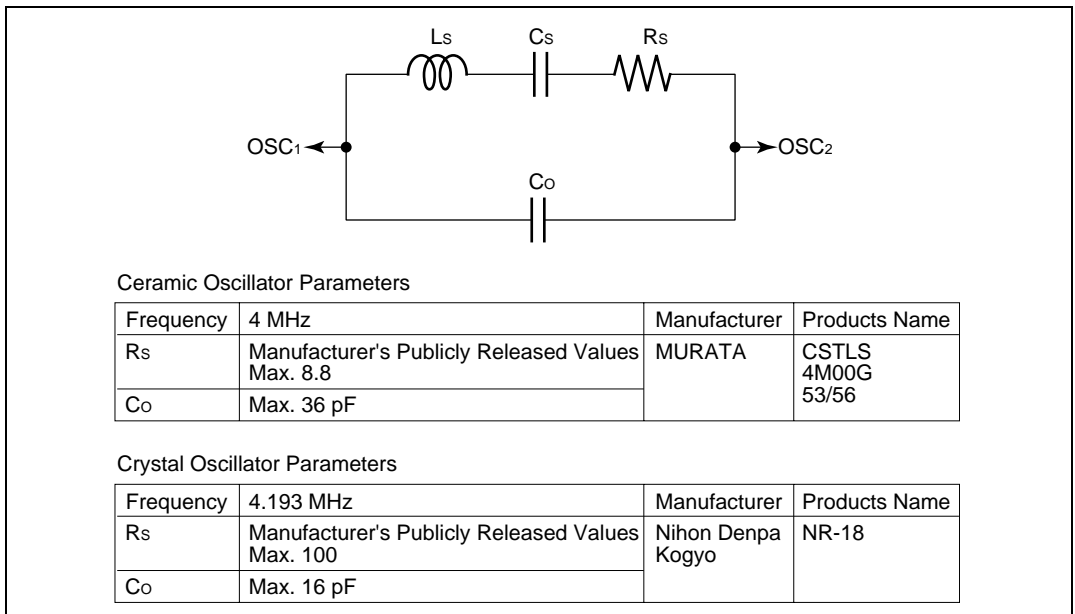 Ls Cs Rs
OSC1 OSC2
Co
Ceramic Oscillator Parameters
Frequency 4 MHz Manufacturer Products Name
Rs Manufacturer's Publicly Released Values MURATA CSTLS
Max. 8.8 4M00G
Co Max. 36 pF 53/56
Crystal Oscillator Parameters
Frequency 4.193 MHz Manufacturer Products Name
Rs Manufacturer's Publicly Released Values Nihon Denpa NR-18
Max. 100 Kogyo
Co Max. 16 pF